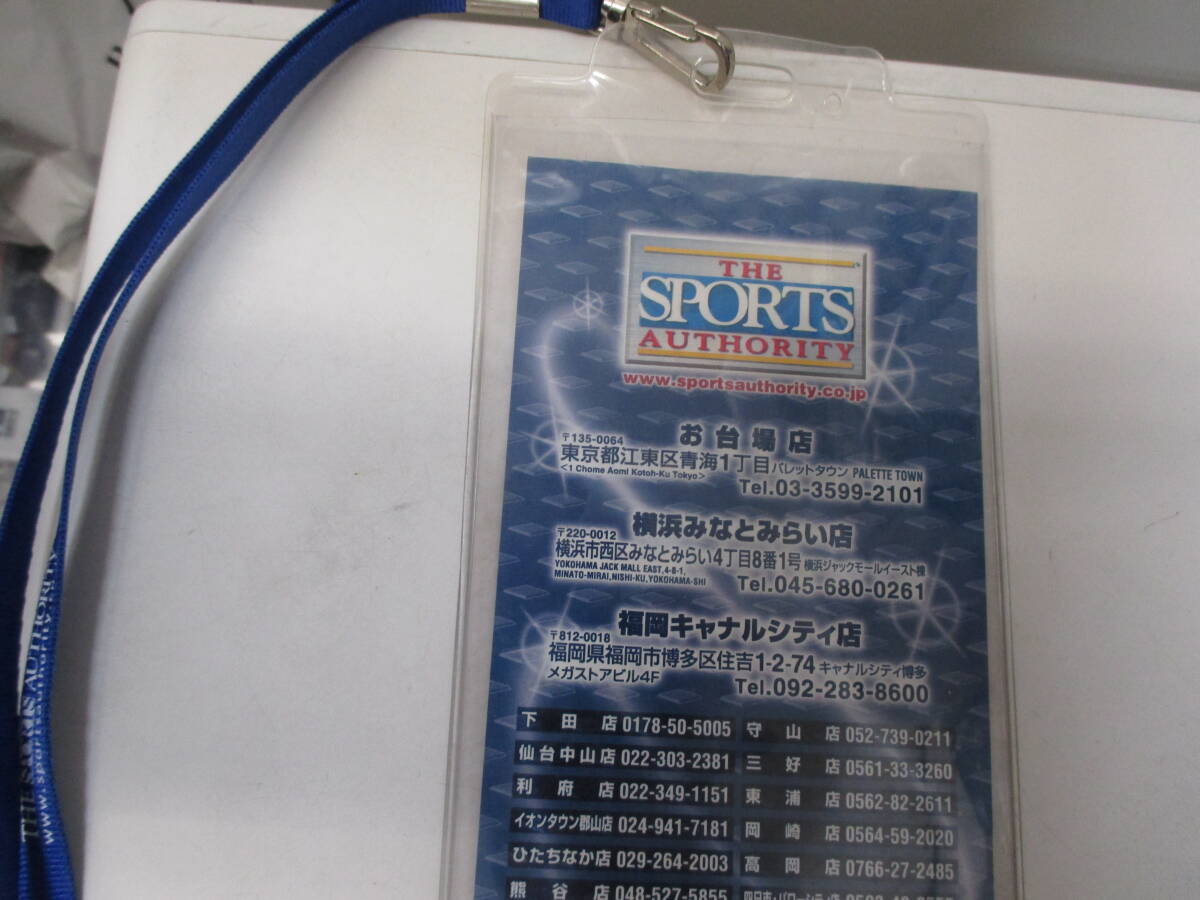 THE
SPORTS
AUTHORITY
www.sportsauthority.co.jp
お台場店
〒135-0064
東京都江東区青海1丁目 パレットタウン PALETTE TOWN
<1 Chome Aomi Kotoh-Ku Tokyo>
Tel.03-3599-2101
横浜みなとみらい店
〒220-0012
横浜市西区みなとみらい4丁目8番1号 横浜ジャックモールイースト棟
YOKOHAMA JACK MALL EAST,4-8-1,
MINATO-MIRAI,NISHI-KU,YOKOHAMA-SHI
Tel.045-680-0261
福岡キャナルシティ店
〒812-0018
福岡県福岡市博多区住吉1-2-74 キャナルシティ博多
メガストアビル4F
Tel.092-283-8600
下田店 0178-50-5005
仙台中山店 022-303-2381
利府店 022-349-1151
イオンタウン郡山店 024-941-7181
ひたちなか店 029-264-2003
熊谷店 048-527-5855
守山店 052-739-0211
三好店 0561-33-3260
東浦店 0562-82-2611
岡崎店 0564-59-2020
高岡店 0766-27-2485
THE SPORTS AUTHORITY
www.sportsauthority.co.jp